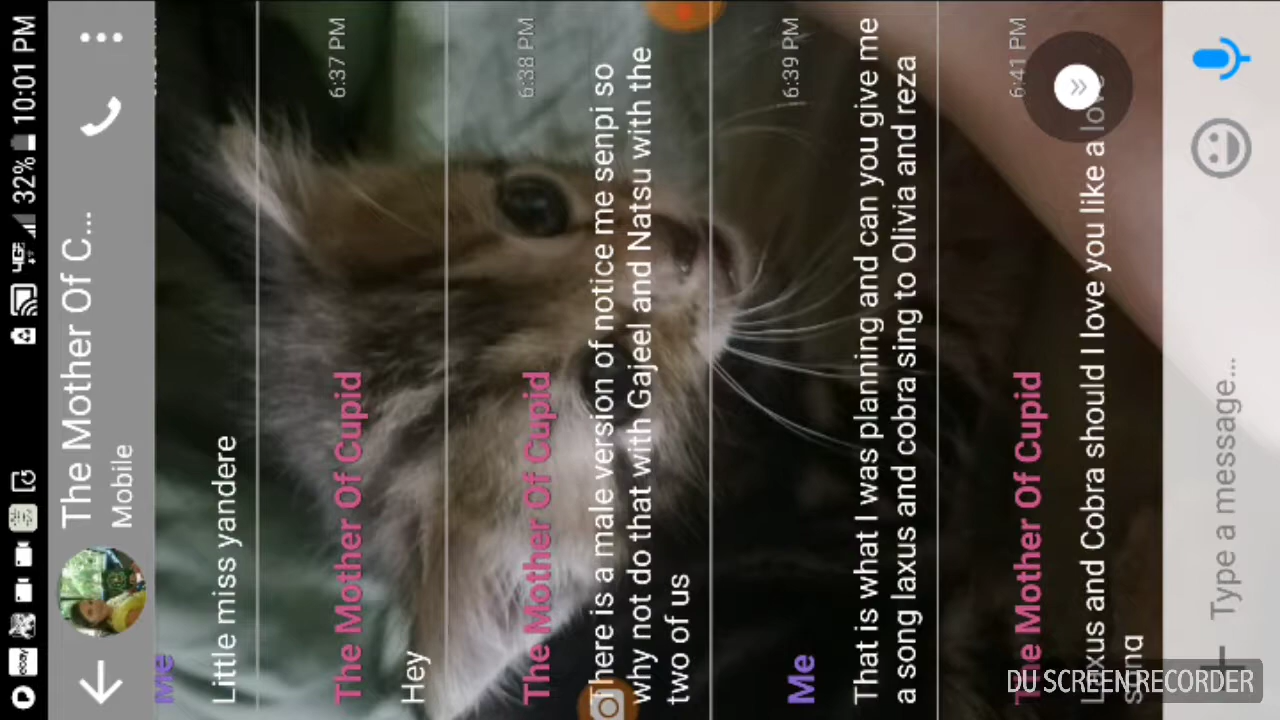 10:01 PM
32%
4GE
ebay
The Mother Of C...
Mobile
Me
Little miss yandere
6:37 PM
The Mother Of Cupid
Hey
6:38 PM
The Mother Of Cupid
There is a male version of notice me senpi so
why not do that with Gajeel and Natsu with the
two of us
6:39 PM
Me
That is what I was planning and can you give me
a song laxus and cobra sing to Olivia and reza
6:41 PM
The Mother Of Cupid
Laxus and Cobra should I love you like a love
song
Type a message...
DU SCREEN RECORDER